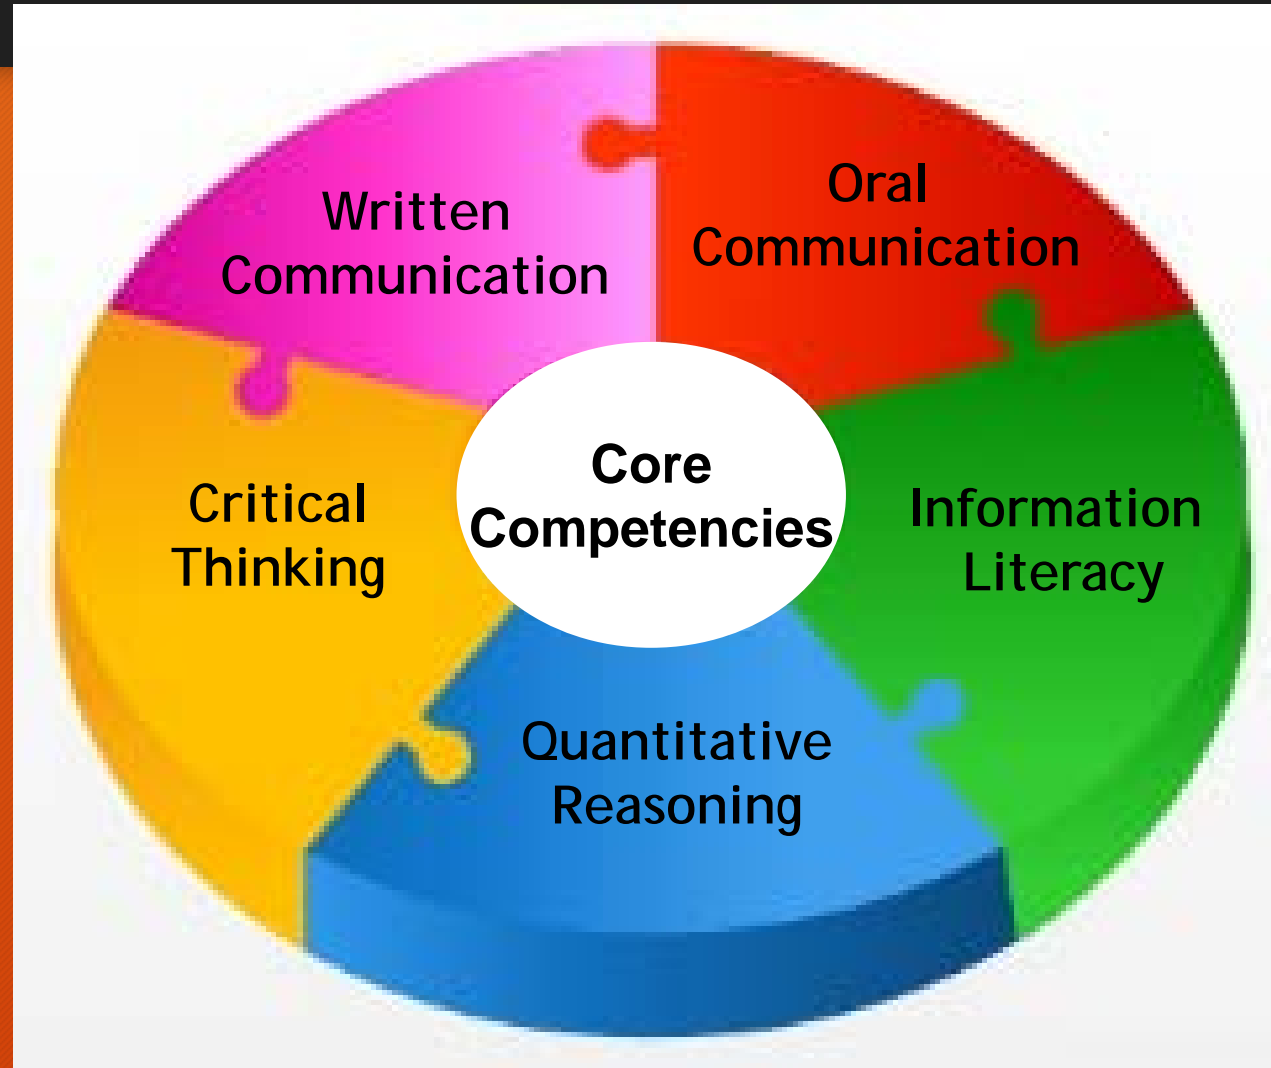 Written
Communication
Oral
Communication
Core
Competencies
Critical
Thinking
Information
Literacy
Quantitative
Reasoning